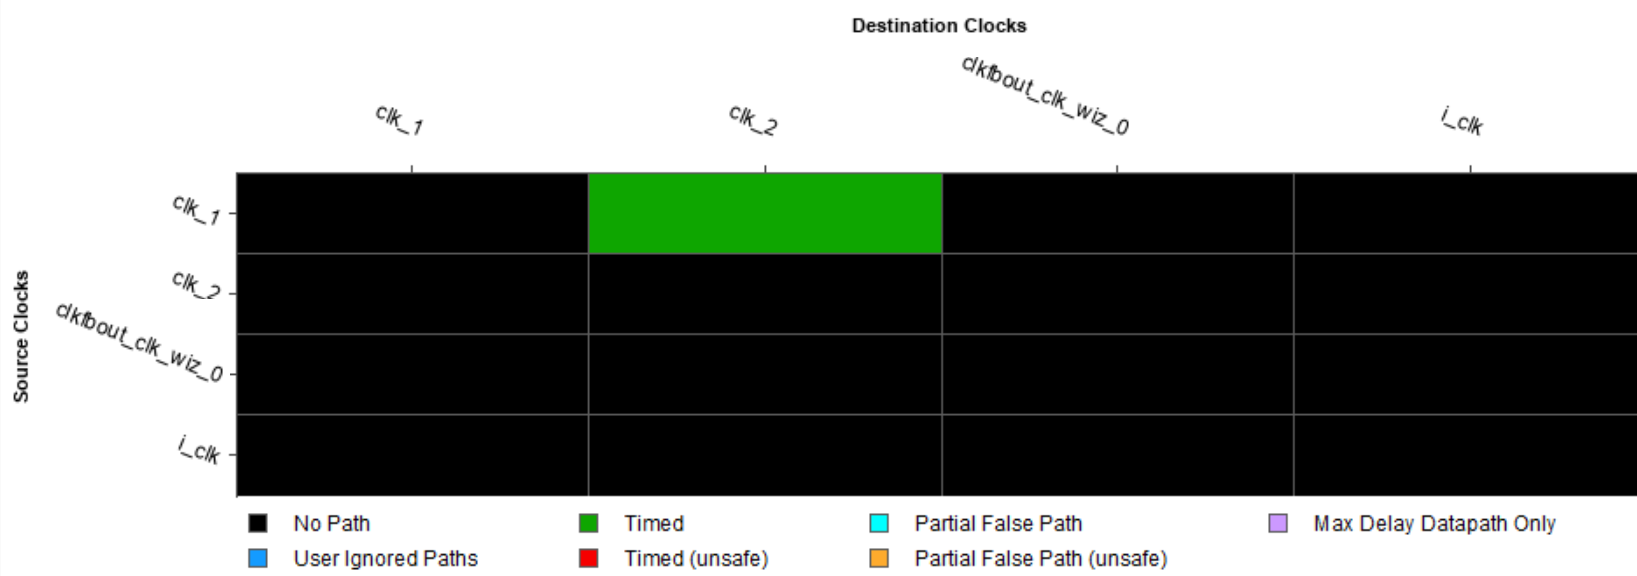 Destination Clocks
clk_1
clk_2
clkfbout_clk_wiz_0
i_clk
Source Clocks
clk_1
clk_2
clkfbout_clk_wiz_0
i_clk
No Path
Timed
Partial False Path
Max Delay Datapath Only
User Ignored Paths
Timed (unsafe)
Partial False Path (unsafe)